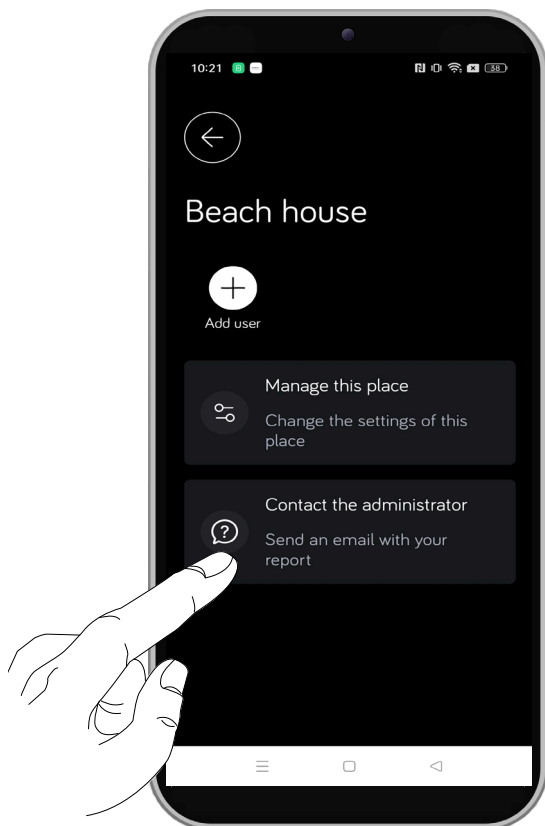 10:21
38
Beach house
Add user
Manage this place
Change the settings of this
place
Contact the administrator
Send an email with your
report